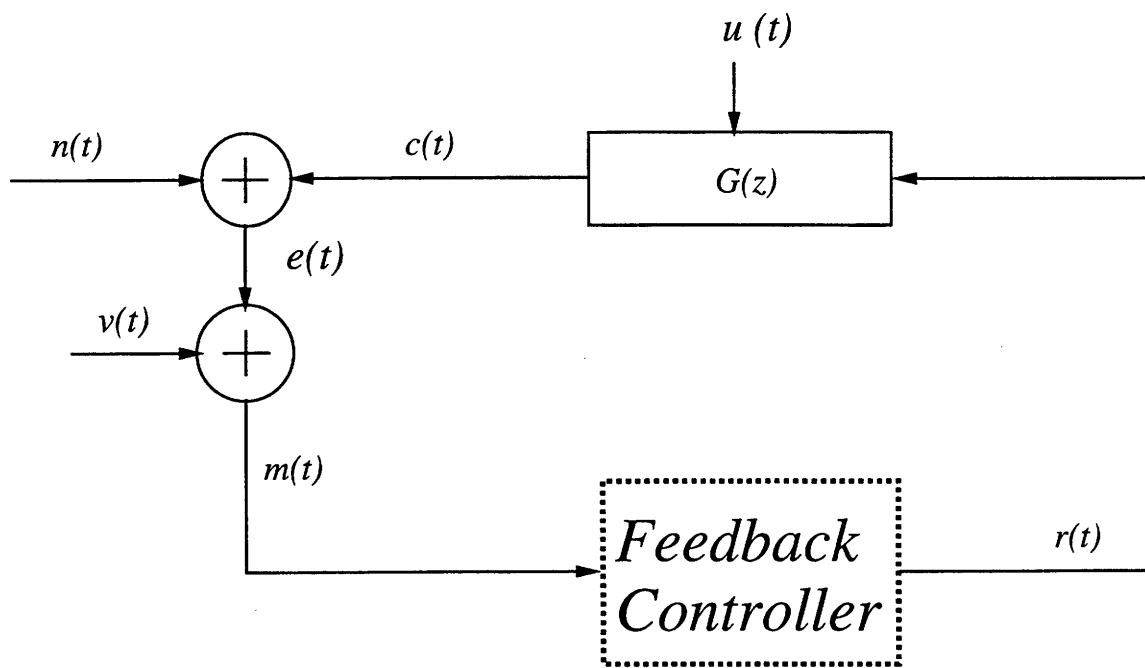 u (t)
n(t)
c(t)
G(z)
e(t)
v(t)
m(t)
Feedback
Controller
r(t)